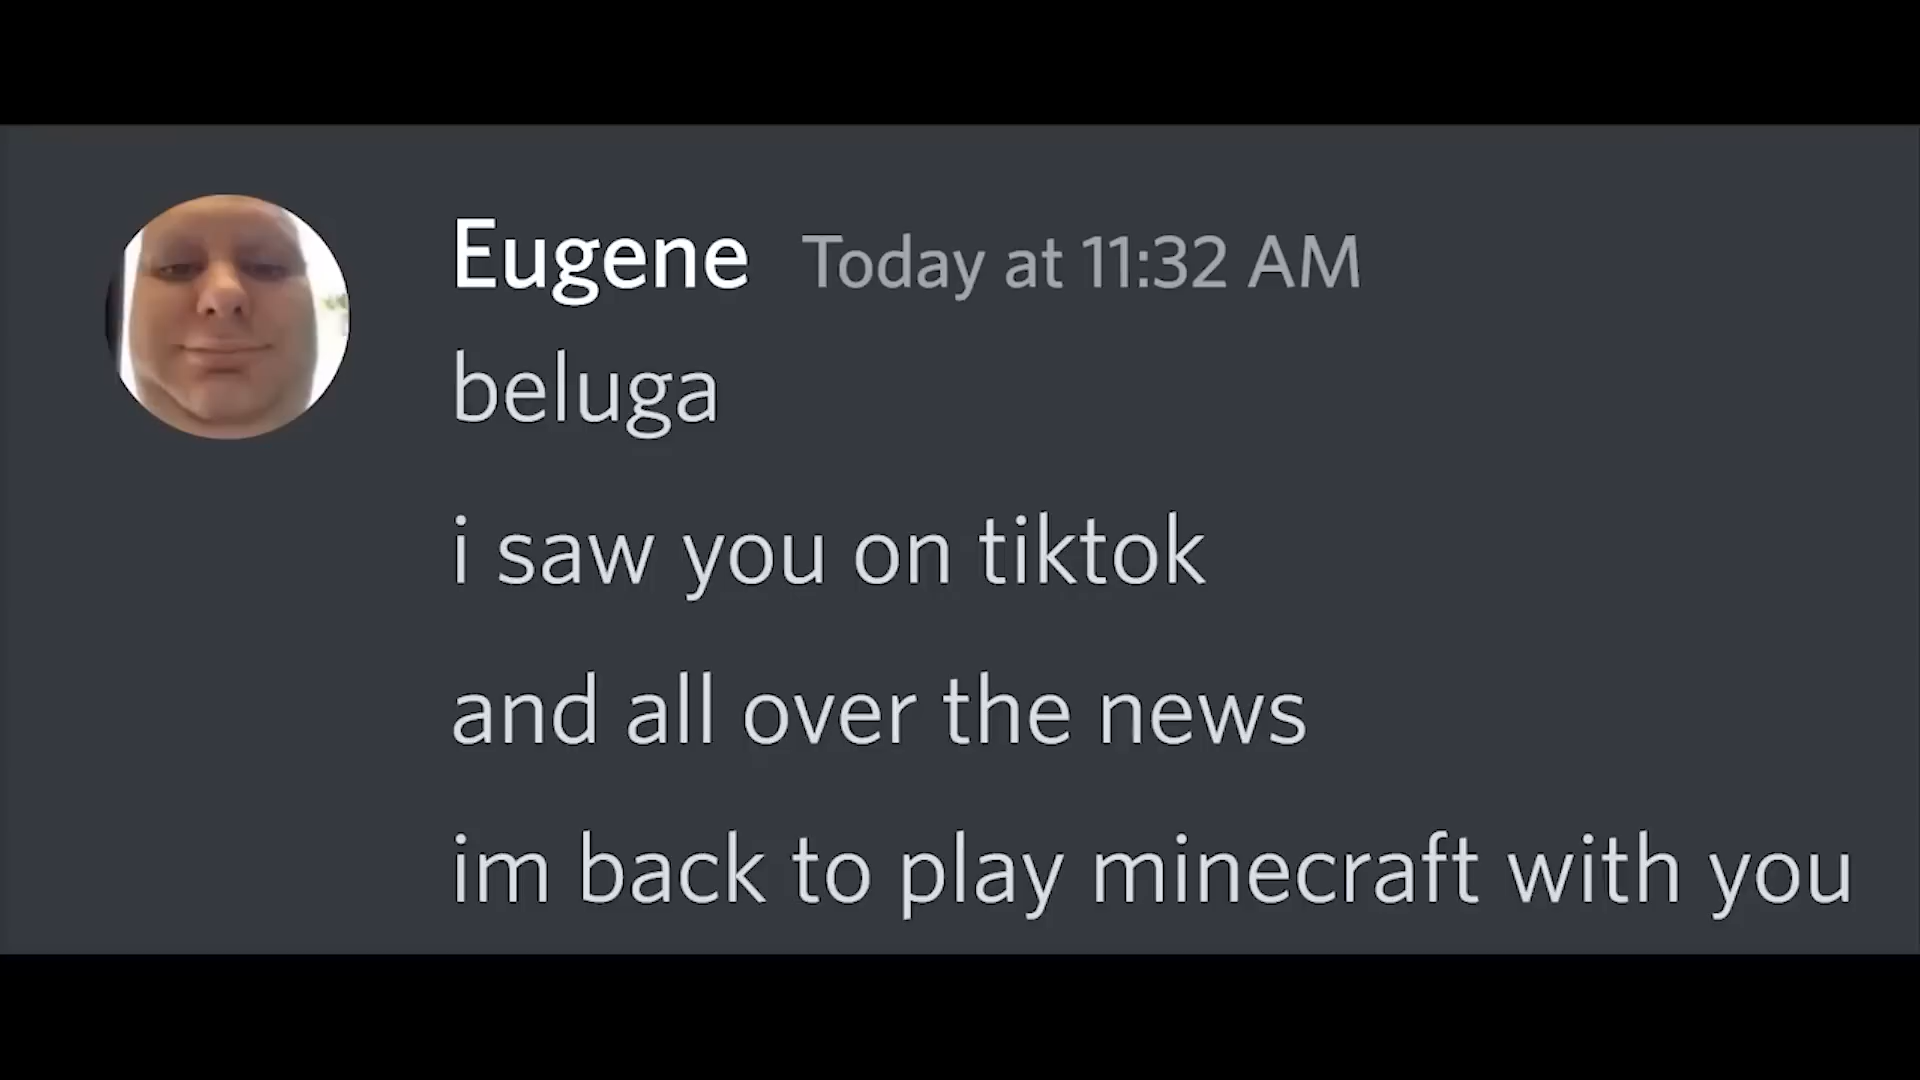 Eugene Today at 11:32 AM
beluga
i saw you on tiktok
and all over the news
im back to play minecraft with you